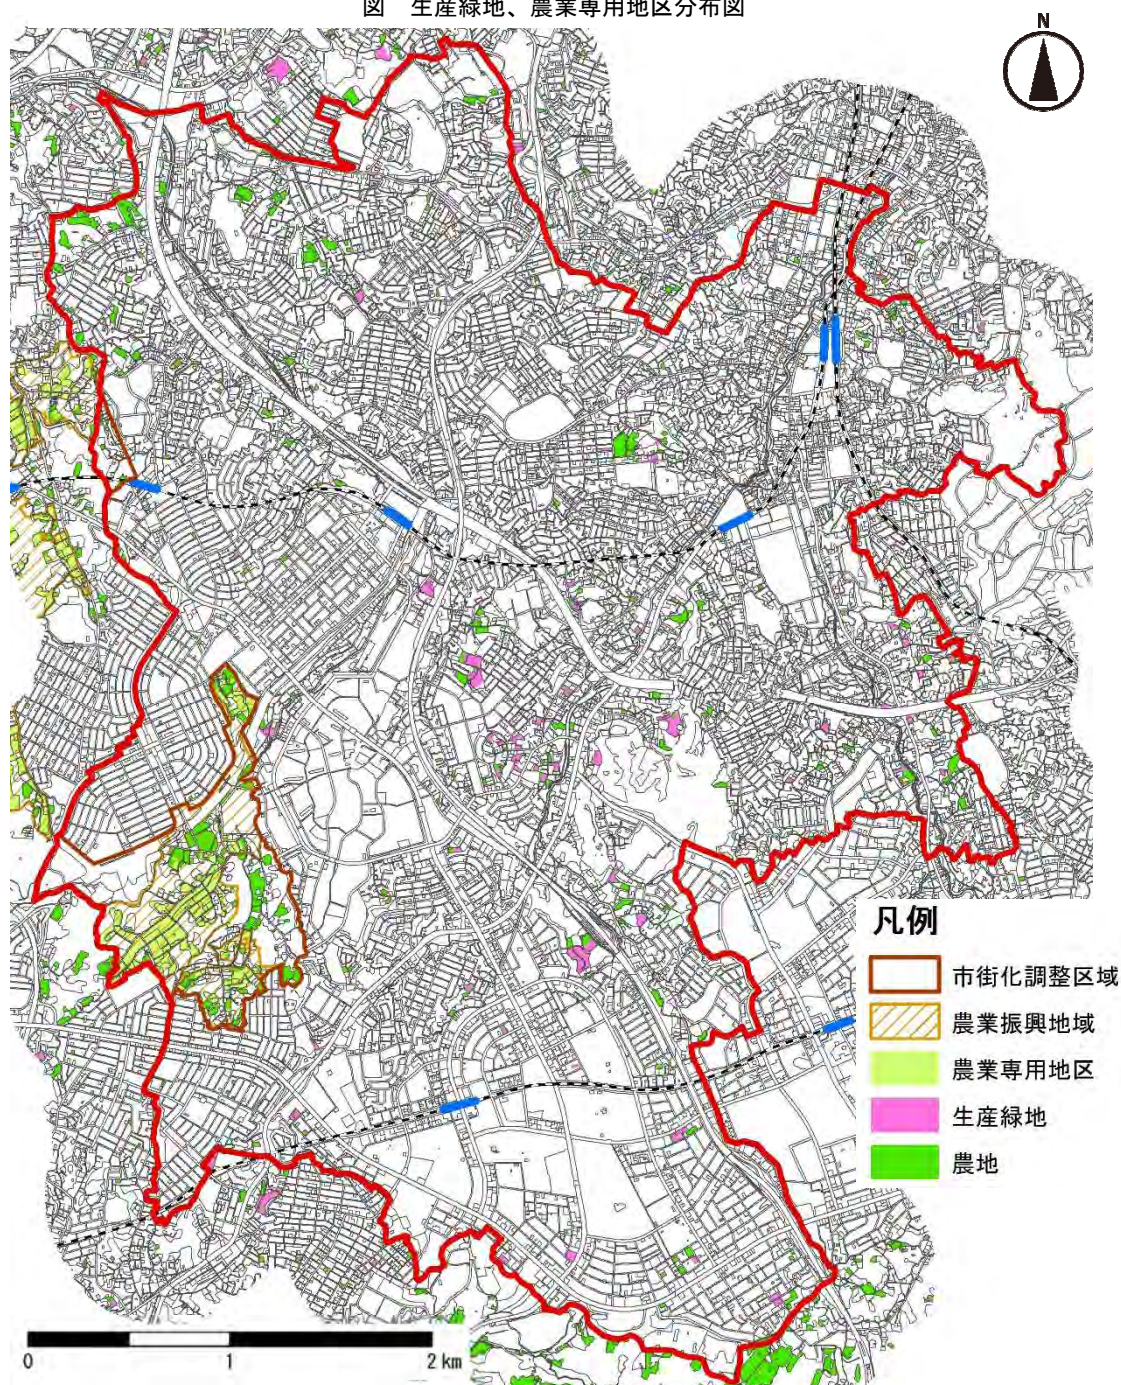 図　生産緑地、農業専用地区分布図
N
凡例
市街化調整区域
農業振興地域
農業専用地区
生産緑地
農地
0 1 2 km